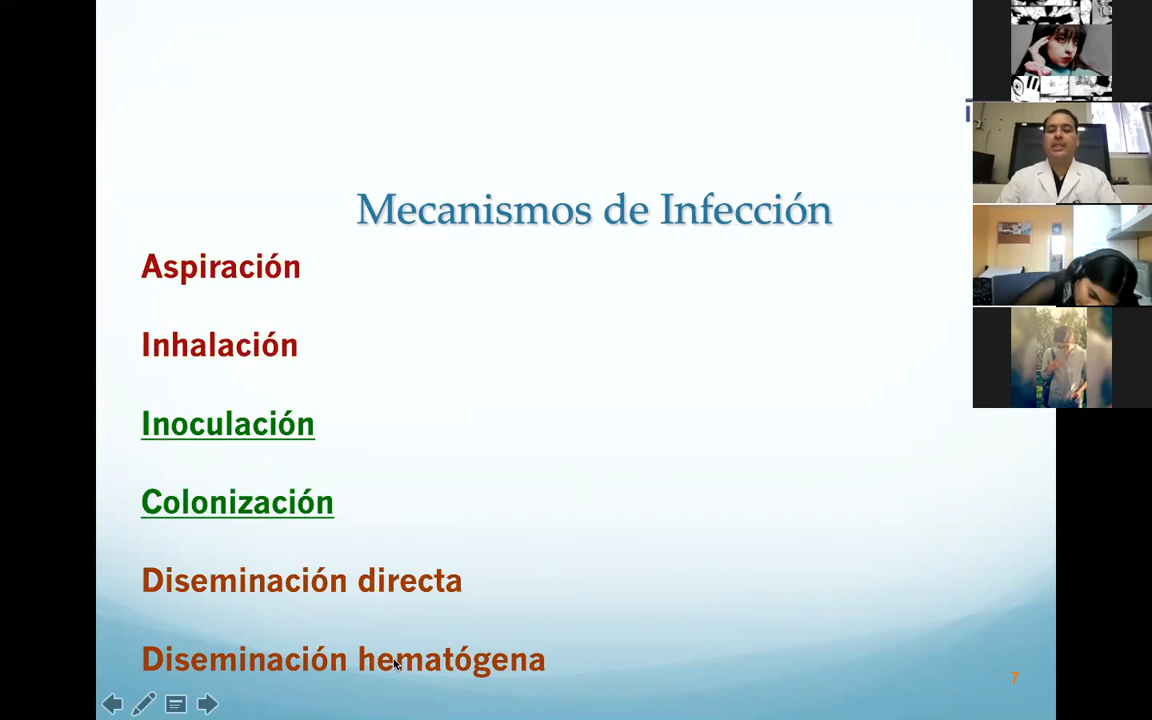 Mecanismos de Infección
Aspiración
Inhalación
Inoculación
Colonización
Diseminación directa
Diseminación hematógena
7